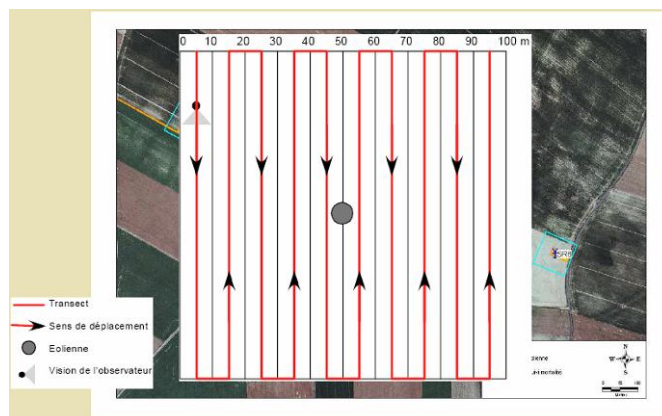 0 10 20 30 40 50 60 70 80 90 100 m
Transect
Sens de déplacement
Eolienne
Vision de l'observateur
N
W E
S